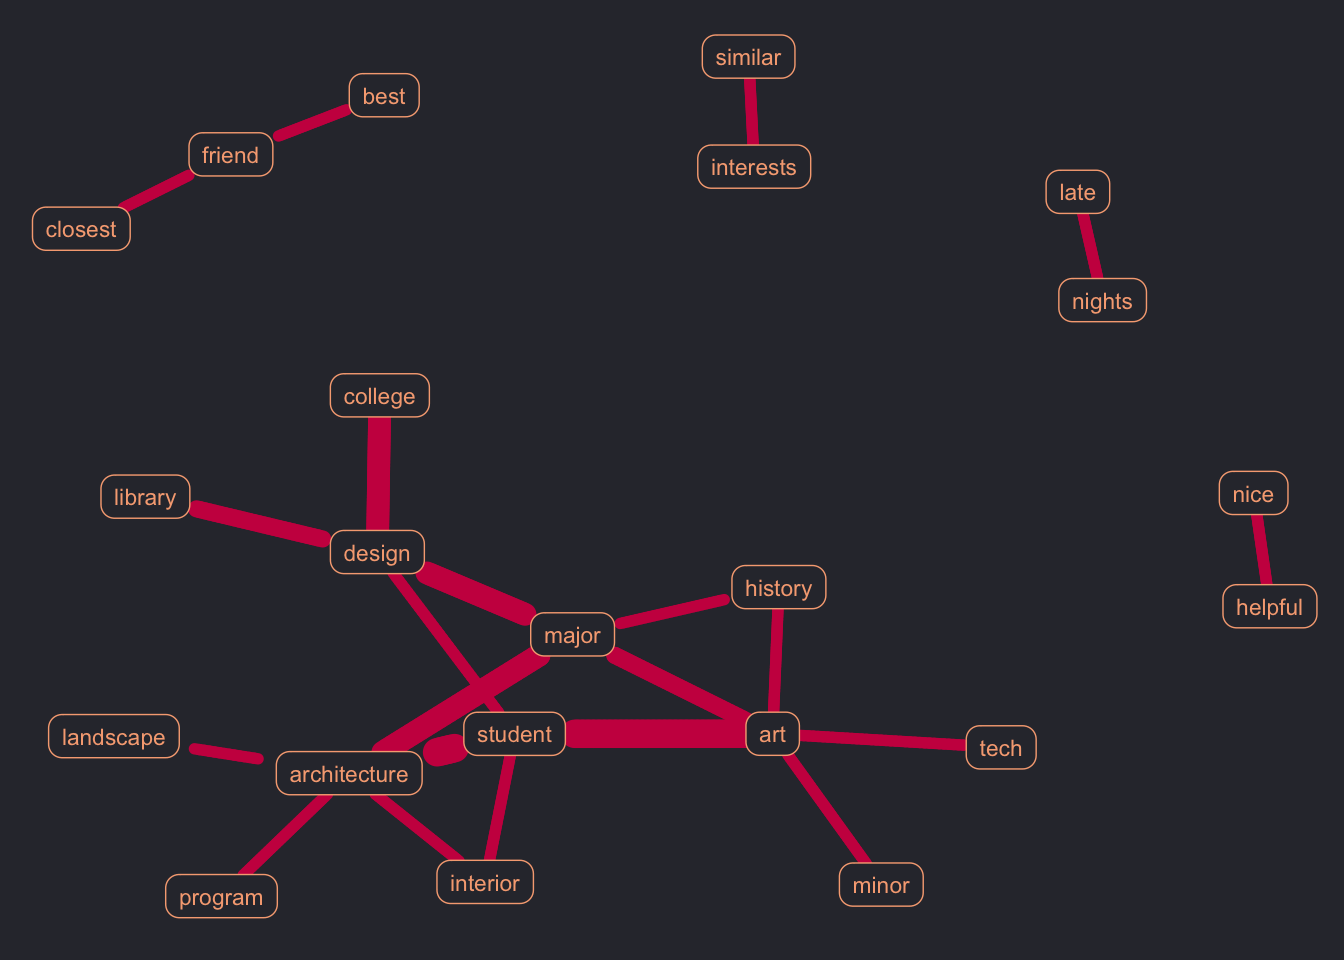 similar
best
friend
interests
late
closest
nights
college
nice
library
design
history
helpful
major
student
art
landscape
tech
architecture
interior
minor
program